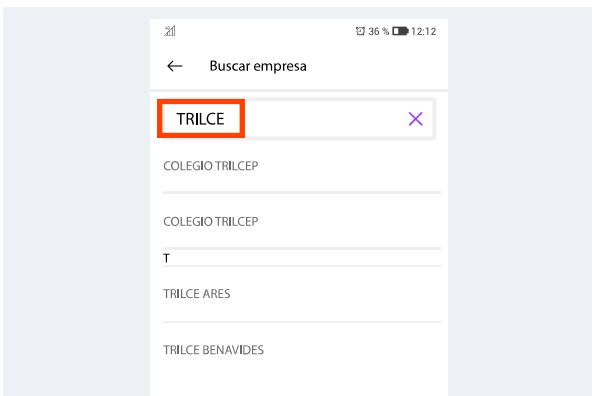 36 % 12:12
Buscar empresa
TRILCE
COLEGIO TRILCEP
COLEGIO TRILCEP
T
TRILCE ARES
TRILCE BENAVIDES